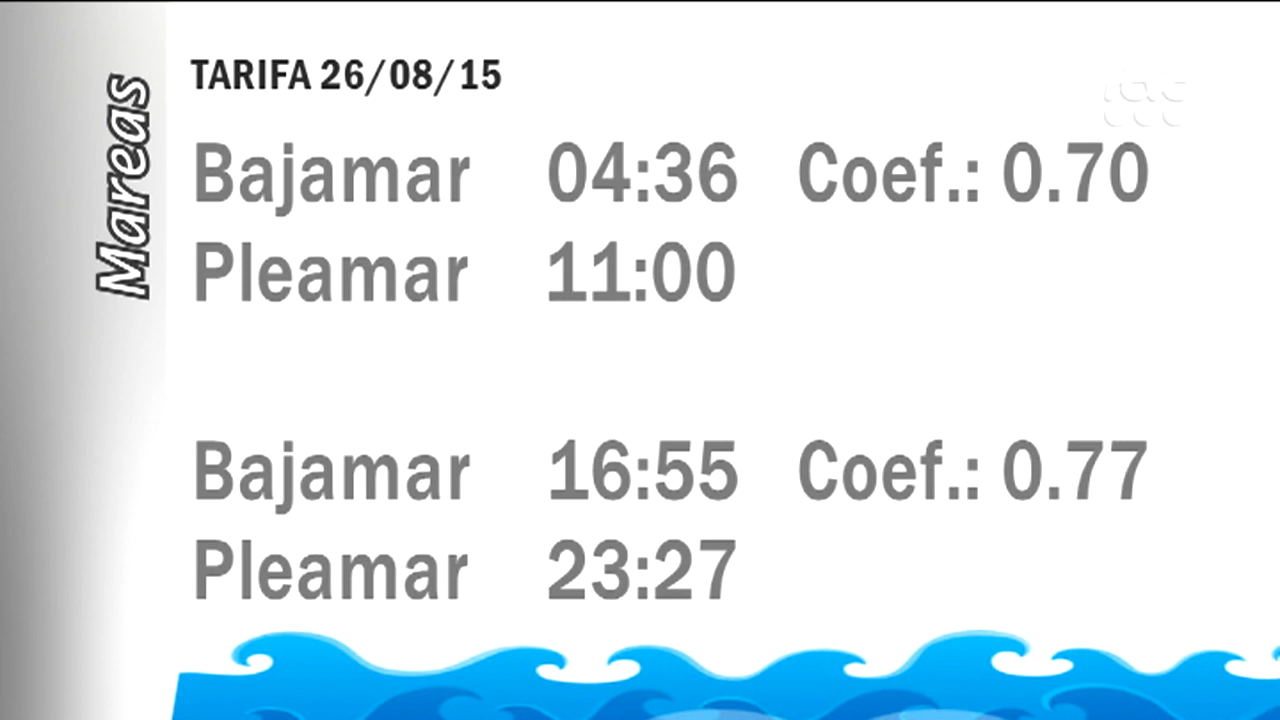 Mareas
TARIFA 26/08/15
Bajamar 04:36 Coef.: 0.70
Pleamar 11:00
Bajamar 16:55 Coef.: 0.77
Pleamar 23:27